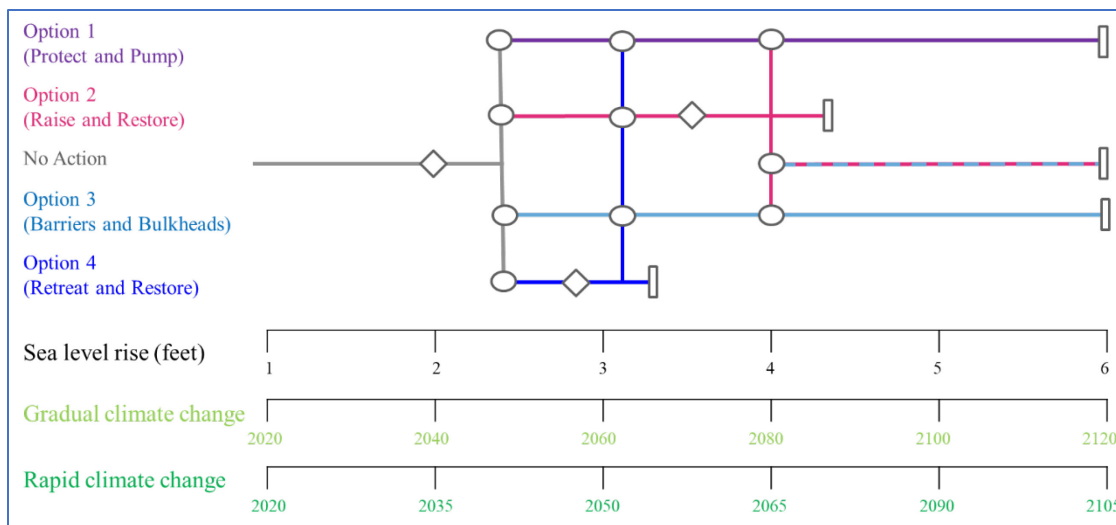 Option 1
(Protect and Pump)
Option 2
(Raise and Restore)
No Action
Option 3
(Barriers and Bulkheads)
Option 4
(Retreat and Restore)
Sea level rise (feet)
1 2 3 4 5 6
Gradual climate change
2020 2040 2060 2080 2100 2120
Rapid climate change
2020 2035 2050 2065 2090 2105